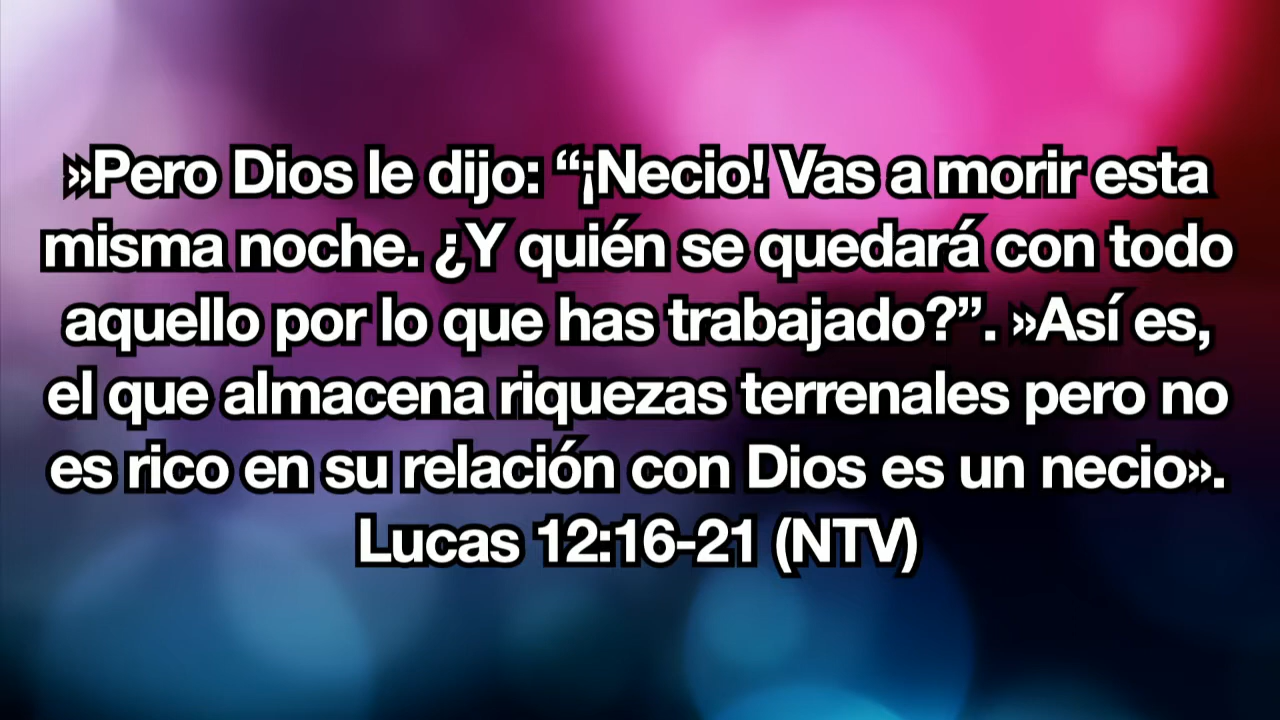 »Pero Dios le dijo: “¡Necio! Vas a morir esta
misma noche. ¿Y quién se quedará con todo
aquello por lo que has trabajado?”. »Así es,
el que almacena riquezas terrenales pero no
es rico en su relación con Dios es un necio».
Lucas 12:16-21 (NTV)